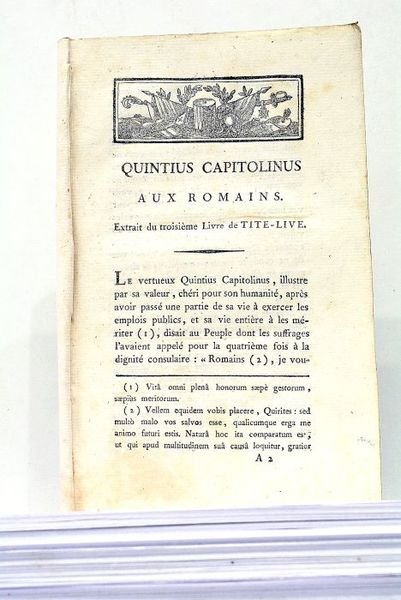 QUINTIUS CAPITOLINUS
AUX ROMAINS.
Extrait du troisième Livre de TITE-LIVE.
LE vertueux Quintius Capitolinus, illustre
par sa valeur, chéri pour son humanité, après
avoir passé une partie de sa vie à exercer les
emplois publics, et sa vie entière à les mé-
riter (1), disait au Peuple dont les suffrages
l'avaient appelé pour la quatrième fois à la
dignité consulaire : « Romains (2), je vou-
(1) Vitâ omni plenâ honorum sæpè gestorum,
sæpiùs meritorum.
(2) Vellem equidem vobis placere, Quirites : sed
multò malo vos salvos esse, qualicumque erga me
animo futuri estis. Naturâ hoc ita comparatum est,
ut qui apud multitudinem suâ causâ loquitur, gratior
A 2